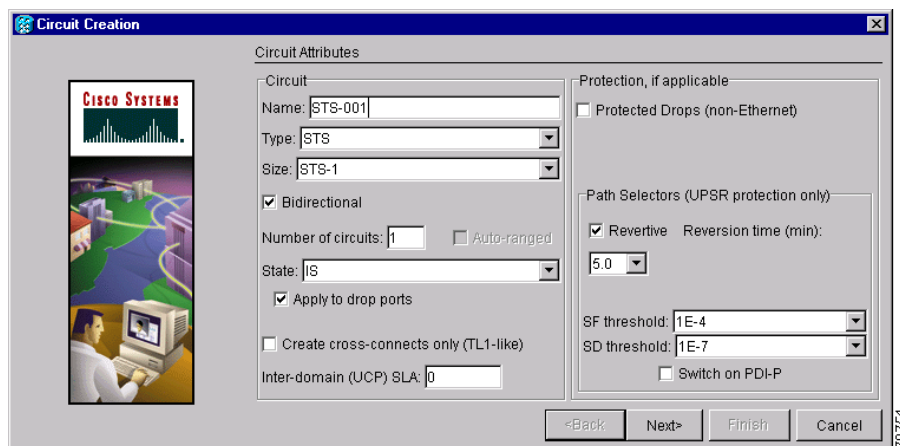 Circuit Creation
Circuit Attributes
CISCO SYSTEMS
Circuit
Name: STS-001
Type: STS
Size: STS-1
Bidirectional
Number of circuits: 1 Auto-ranged
State: IS
Apply to drop ports
Create cross-connects only (TL1-like)
Inter-domain (UCP) SLA: 0
Protection, if applicable
Protected Drops (non-Ethernet)
Path Selectors (UPSR protection only)
Revertive Reversion time (min):
5.0
SF threshold: 1E-4
SD threshold: 1E-7
Switch on PDI-P
<Back Next> Finish Cancel